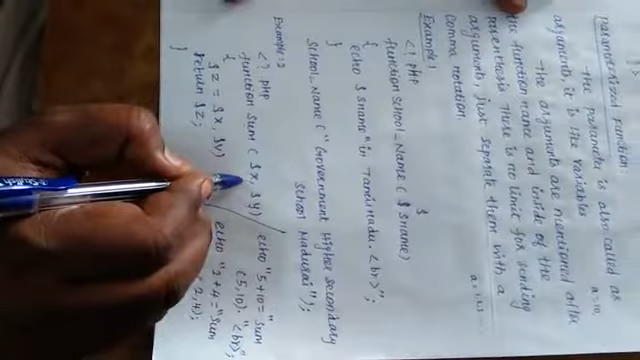 Parameterized Function:
- The parameter is also called as
arguments, it is the variables
a=10,
- The arguments are mentioned after
the function name and inside of the
parenthesis. There is no limit for sending
arguments, just separate them with a
comma notation.
Example:1
<? php
function School_Name ($ sname)
{
echo $ sname "in Tamilnadu. <br>";
}
School_Name ("Government Higher Secondary
School Madurai");
Example:2
<? php
function Sum ($x, $y)
{
$z = $x, $y)
return $z;
}
echo "5+10=" Sum
(5,10). "<br>";
echo "2+4=" Sum
2,4);